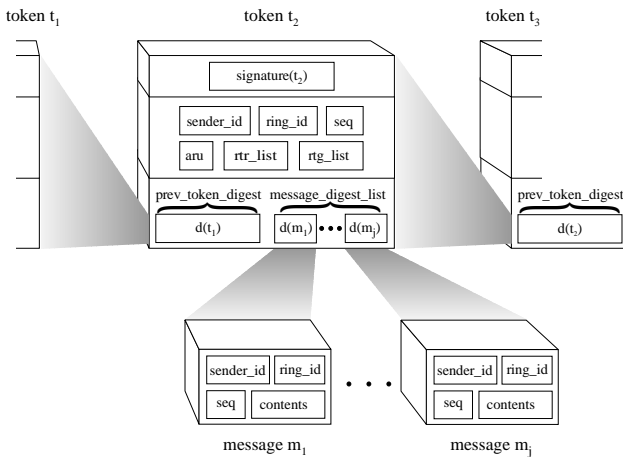 token t1 token t2 token t3
signature(t2)
sender_id ring_id seq
aru rtr_list rtg_list
prev_token_digest message_digest_list prev_token_digest
d(t1) d(m1) ••• d(mj) d(t2)
sender_id ring_id sender_id ring_id
seq contents • • • seq contents
message m1 message mj